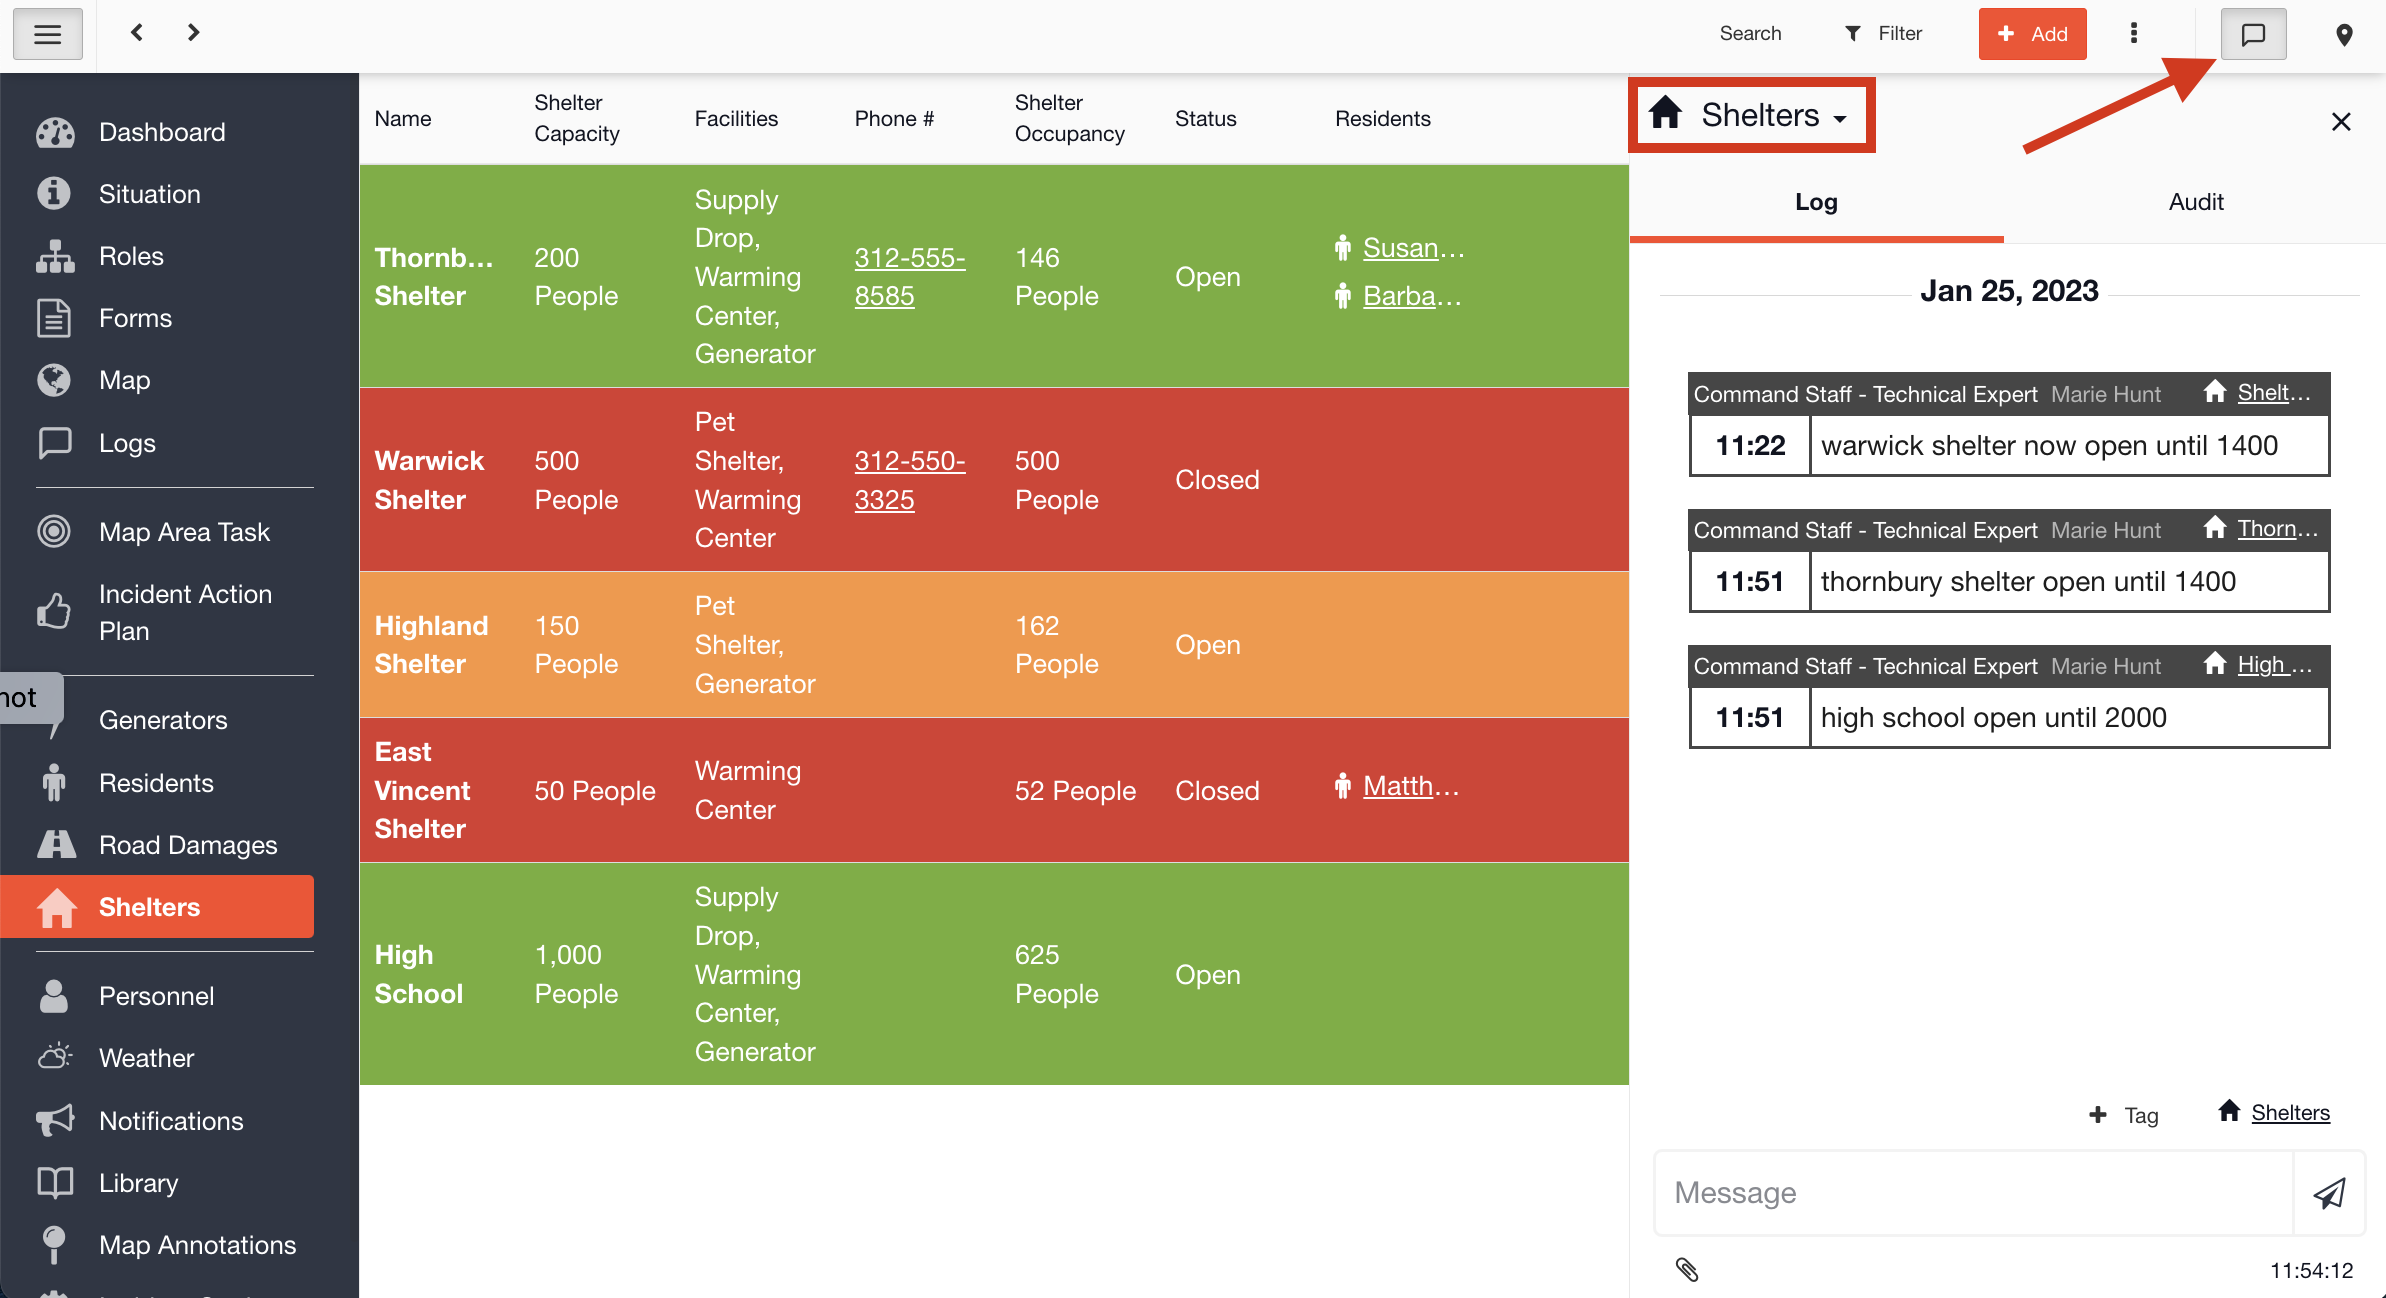 Search
Filter
Add
Dashboard
Situation
Roles
Forms
Map
Logs
Map Area Task
Incident Action
Plan
Generators
Residents
Road Damages
Shelters
Personnel
Weather
Notifications
Library
Map Annotations
Name
Shelter
Capacity
Facilities
Phone #
Shelter
Occupancy
Status
Residents
Thornb...
Shelter
200
People
Supply
Drop,
Warming
Center,
Generator
312-555-
8585
146
People
Open
Susan...
Barba...
Warwick
Shelter
500
People
Pet
Shelter,
Warming
Center
312-550-
3325
500
People
Closed
Highland
Shelter
150
People
Pet
Shelter,
Generator
162
People
Open
East
Vincent
Shelter
50 People
Warming
Center
52 People
Closed
Matth...
High
School
1,000
People
Supply
Drop,
Warming
Center,
Generator
625
People
Open
Shelters
Log
Audit
Jan 25, 2023
Command Staff - Technical Expert Marie Hunt Shelt...
11:22 warwick shelter now open until 1400
Command Staff - Technical Expert Marie Hunt Thorn...
11:51 thornbury shelter open until 1400
Command Staff - Technical Expert Marie Hunt High ...
11:51 high school open until 2000
+ Tag Shelters
Message
11:54:12